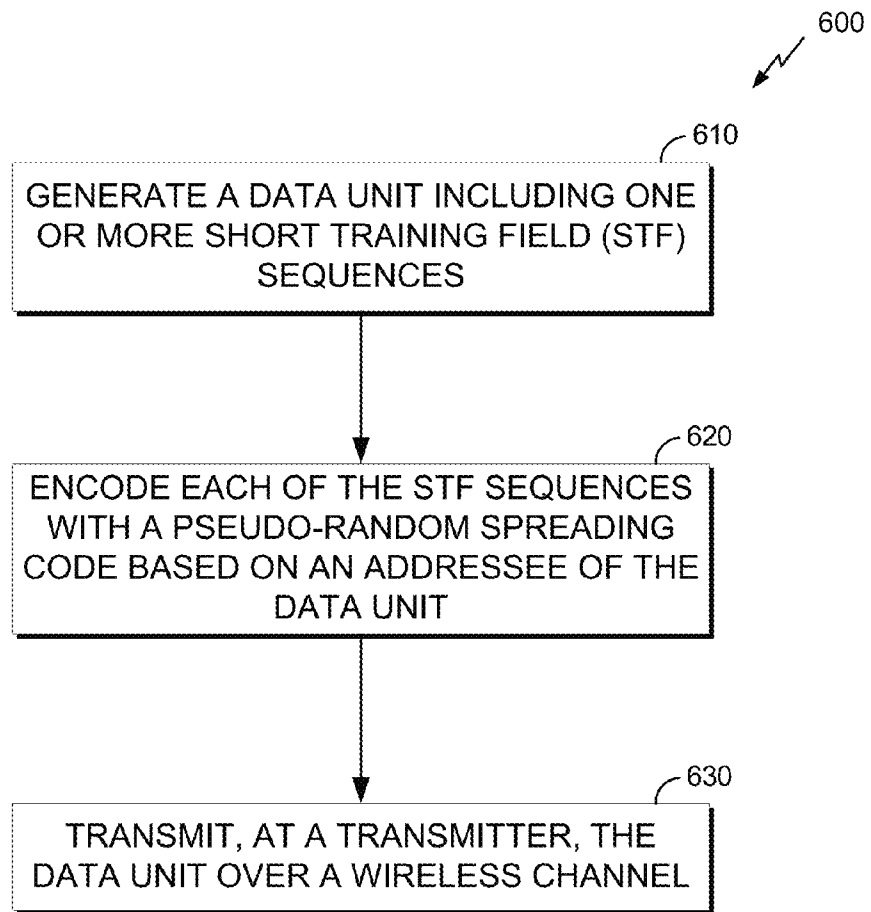 600
610
GENERATE A DATA UNIT INCLUDING ONE
OR MORE SHORT TRAINING FIELD (STF)
SEQUENCES
620
ENCODE EACH OF THE STF SEQUENCES
WITH A PSEUDO-RANDOM SPREADING
CODE BASED ON AN ADDRESSEE OF THE
DATA UNIT
630
TRANSMIT, AT A TRANSMITTER, THE
DATA UNIT OVER A WIRELESS CHANNEL